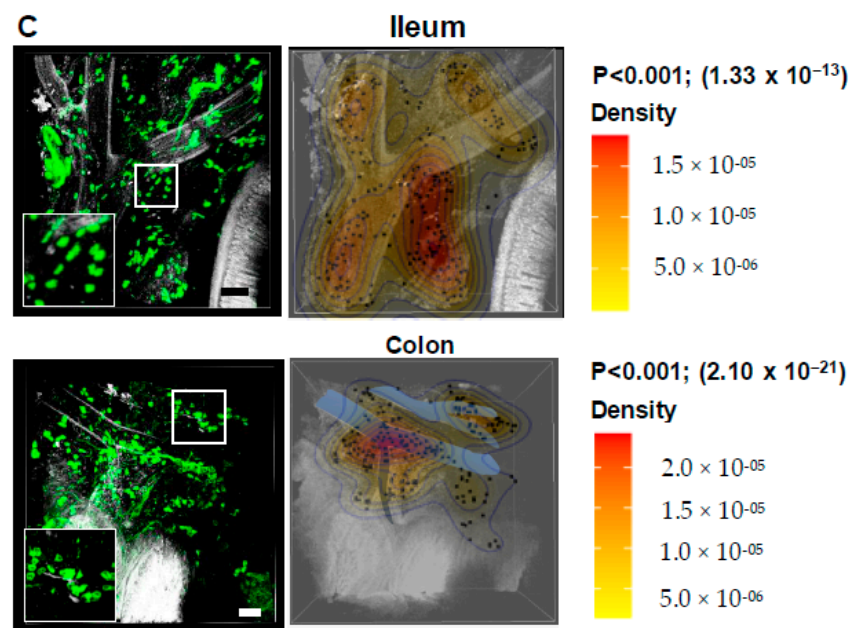 C
Ileum
P<0.001; (1.33 x 10⁻¹³)
Density
1.5 × 10⁻⁰⁵
1.0 × 10⁻⁰⁵
5.0 × 10⁻⁰⁶
Colon
P<0.001; (2.10 x 10⁻²¹)
Density
2.0 × 10⁻⁰⁵
1.5 × 10⁻⁰⁵
1.0 × 10⁻⁰⁵
5.0 × 10⁻⁰⁶